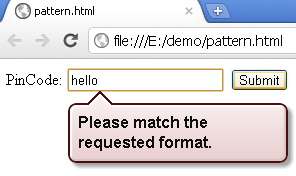 pattern.html
file:///E:/demo/pattern.html
PinCode: hello Submit
Please match the
requested format.